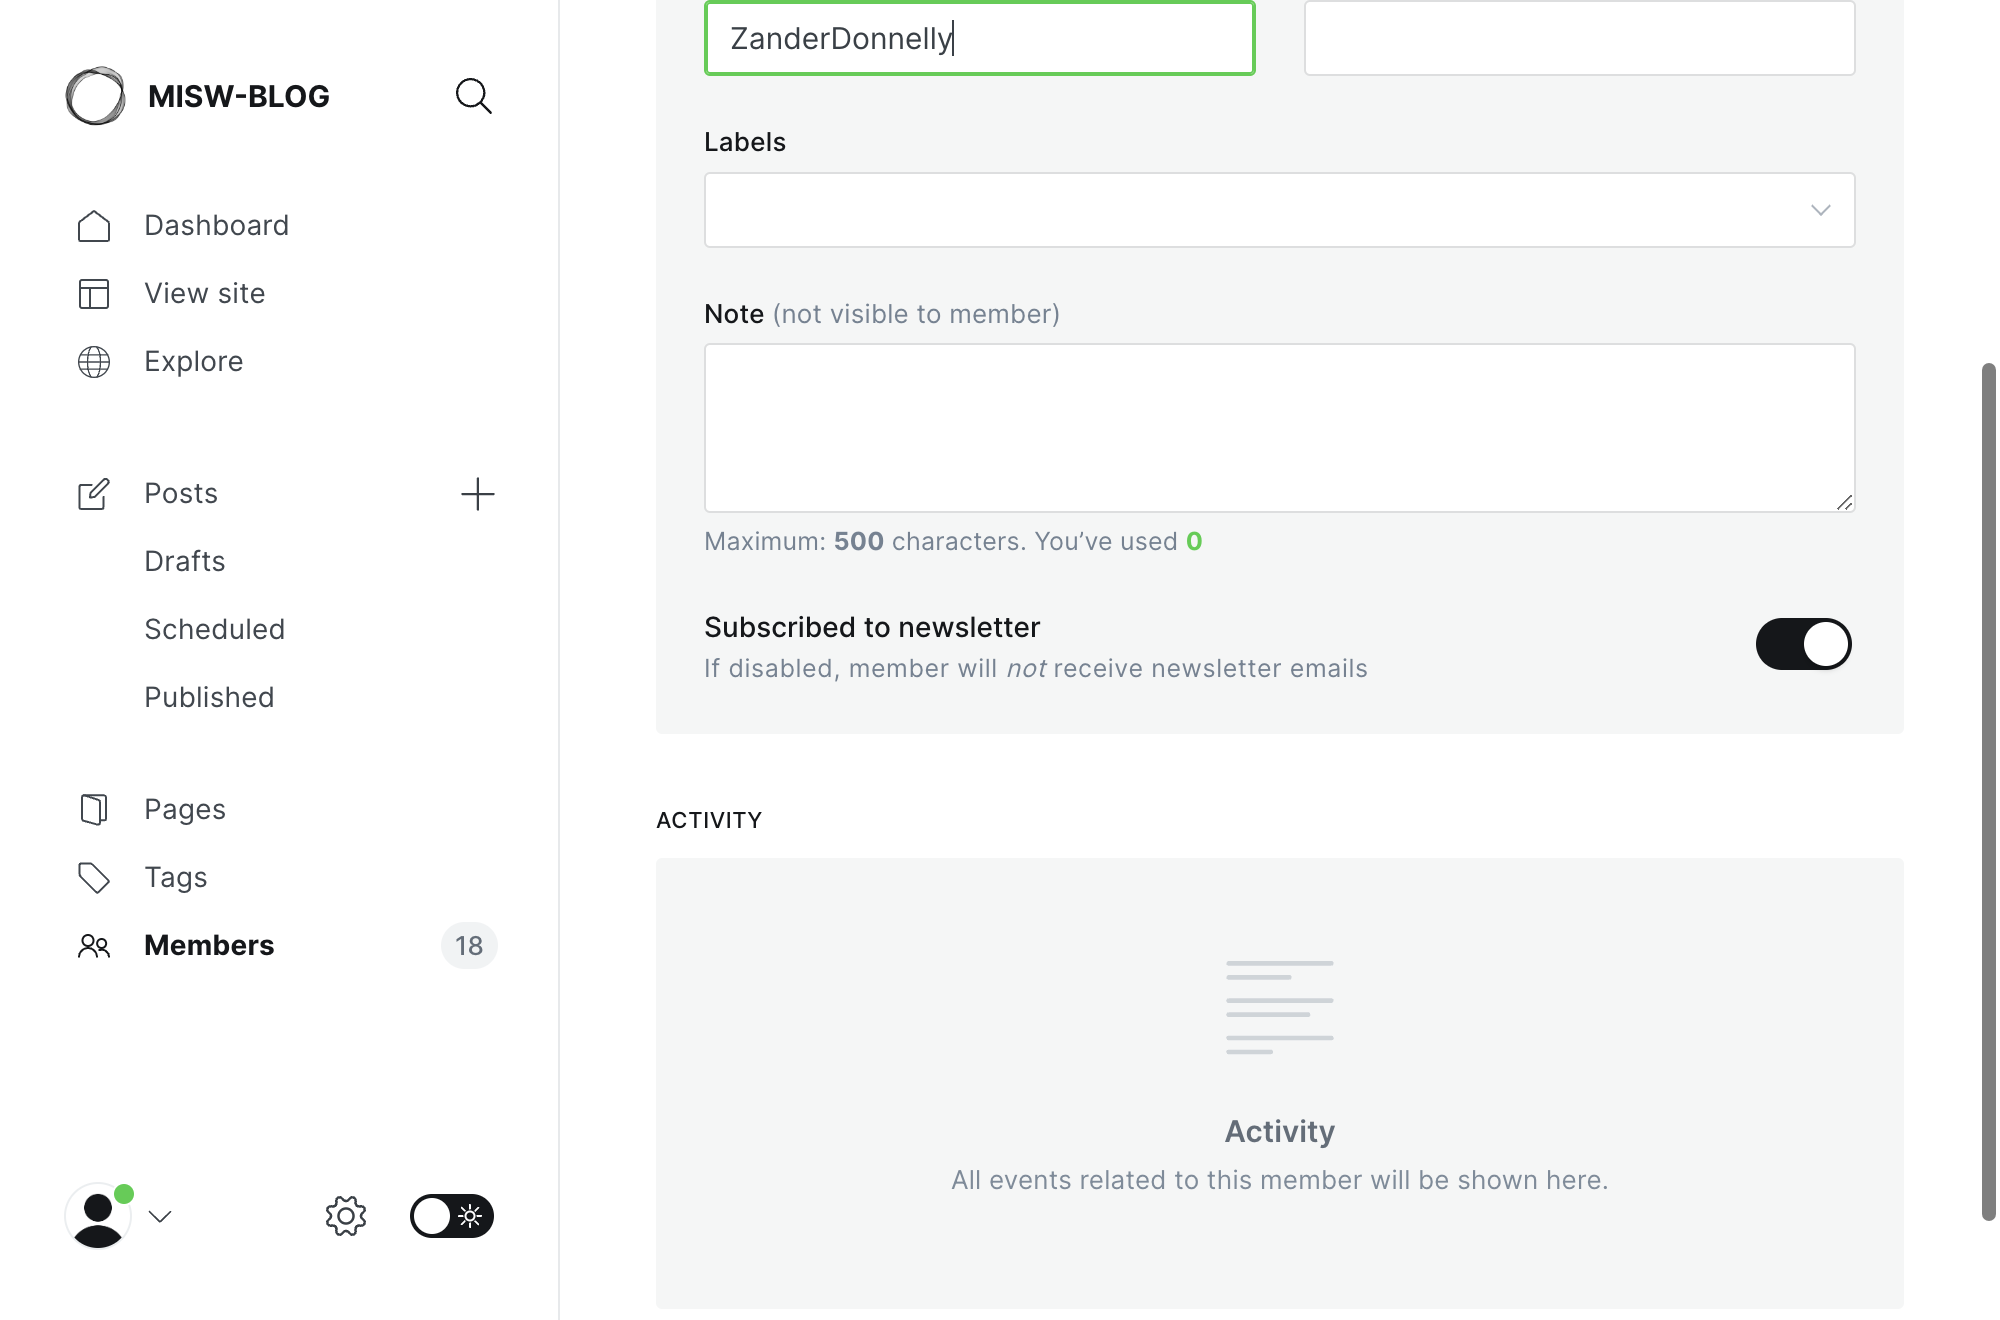 MISW-BLOG
Dashboard
View site
Explore
Posts
Drafts
Scheduled
Published
Pages
Tags
Members 18
ZanderDonnelly
Labels
Note (not visible to member)
Maximum: 500 characters. You’ve used 0
Subscribed to newsletter
If disabled, member will not receive newsletter emails
ACTIVITY
Activity
All events related to this member will be shown here.